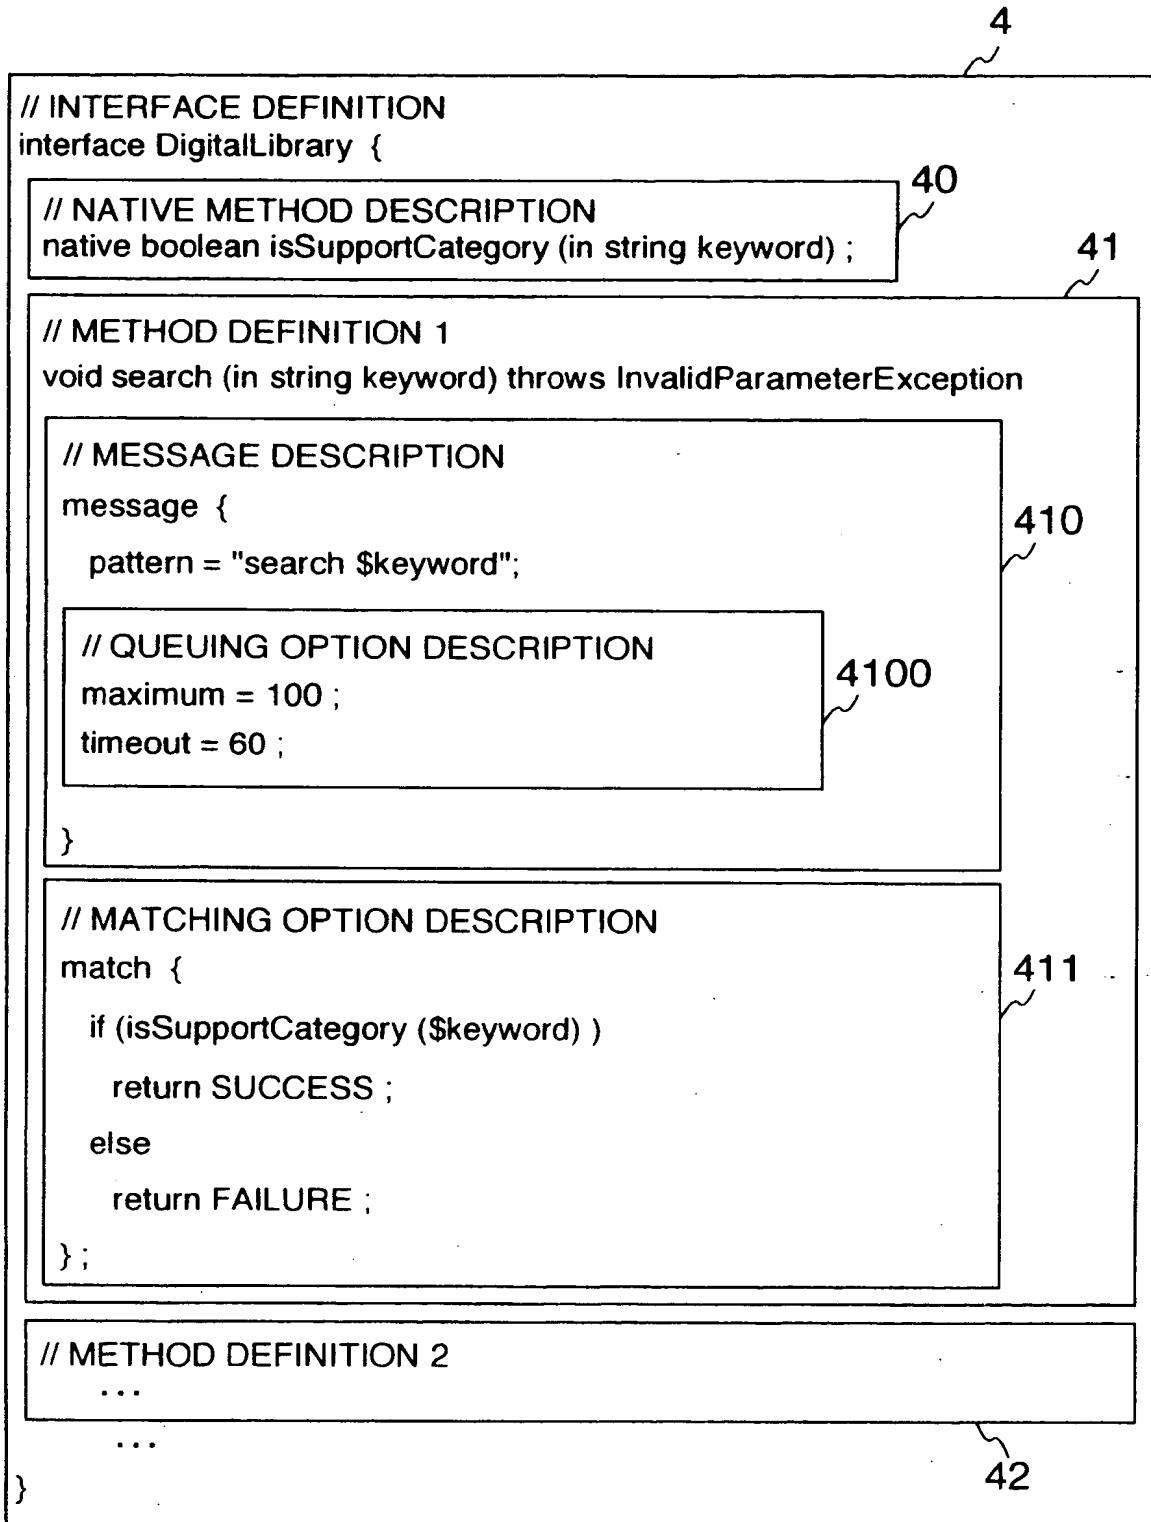 4
// INTERFACE DEFINITION
interface DigitalLibrary {
40
// NATIVE METHOD DESCRIPTION
native boolean isSupportCategory (in string keyword) ;
41
// METHOD DEFINITION 1
void search (in string keyword) throws InvalidParameterException
// MESSAGE DESCRIPTION
message {
410
pattern = "search $keyword";
// QUEUING OPTION DESCRIPTION
4100
maximum = 100 ;
timeout = 60 ;
}
// MATCHING OPTION DESCRIPTION
match {
411
if (isSupportCategory ($keyword) )
return SUCCESS ;
else
return FAILURE ;
} ;
// METHOD DEFINITION 2
...
...
42
}